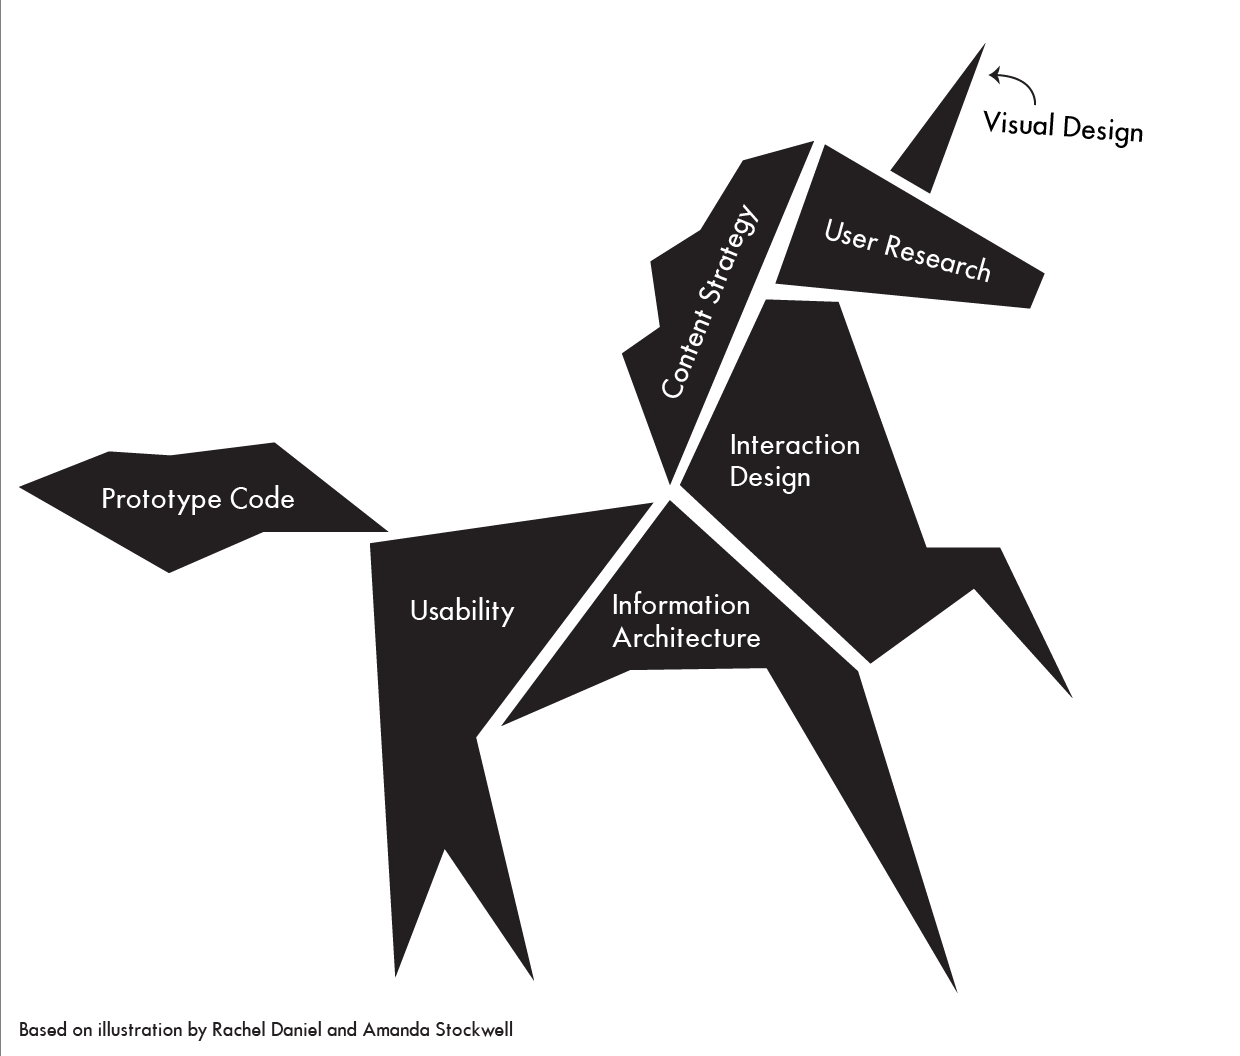 Visual Design
User Research
Content Strategy
Interaction
Design
Prototype Code
Usability
Information
Architecture
Based on illustration by Rachel Daniel and Amanda Stockwell